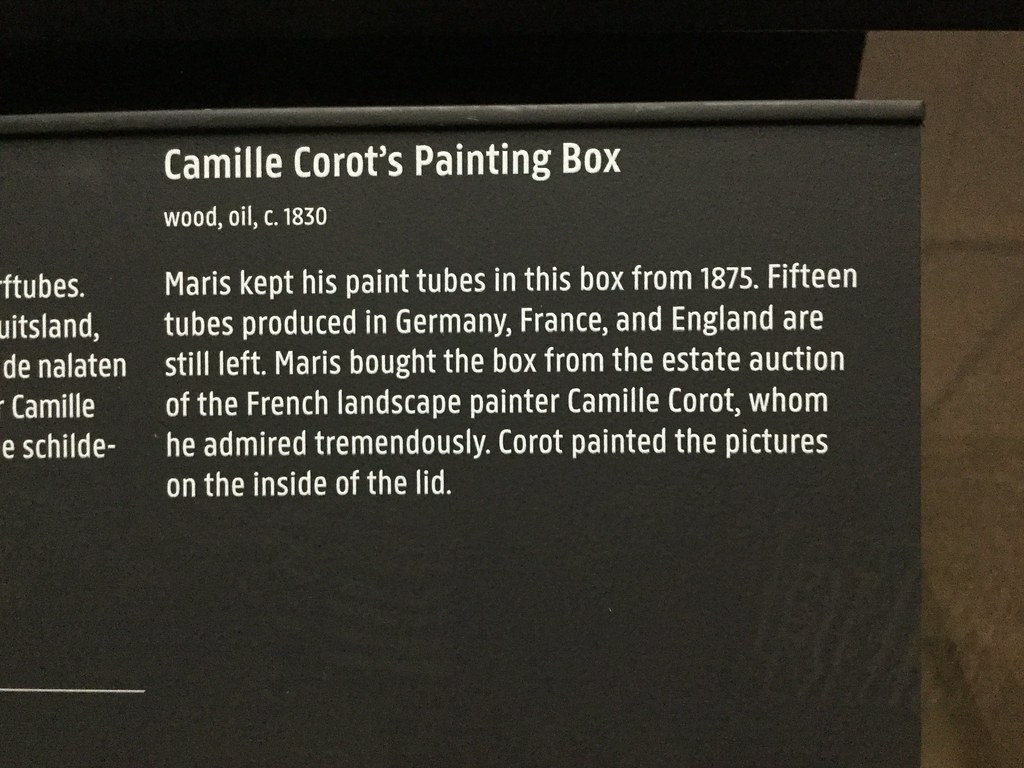 Camille Corot's Painting Box
wood, oil, c. 1830
Maris kept his paint tubes in this box from 1875. Fifteen
tubes produced in Germany, France, and England are
still left. Maris bought the box from the estate auction
of the French landscape painter Camille Corot, whom
he admired tremendously. Corot painted the pictures
on the inside of the lid.
rftubes.
uitsland,
de nalaten
r Camille
e schilde-